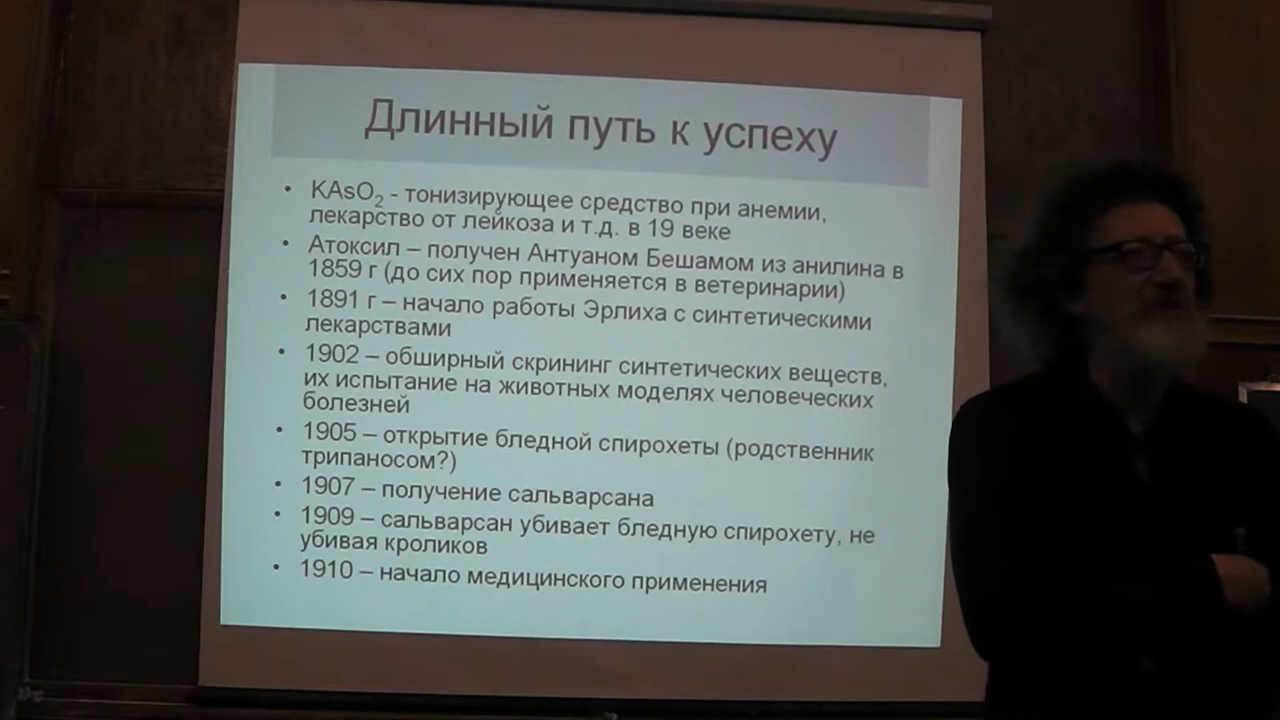 Длинный путь к успеху
• KAsO₂ - тонизирующее средство при анемии,
лекарство от лейкоза и т.д. в 19 веке
• Атоксил – получен Антуаном Бешамом из анилина в
1859 г (до сих пор применяется в ветеринарии)
• 1891 г – начало работы Эрлиха с синтетическими
лекарствами
• 1902 – обширный скрининг синтетических веществ,
их испытание на животных моделях человеческих
болезней
• 1905 – открытие бледной спирохеты (родственник
трипаносом?)
• 1907 – получение сальварсана
• 1909 – сальварсан убивает бледную спирохету, не
убивая кроликов
• 1910 – начало медицинского применения